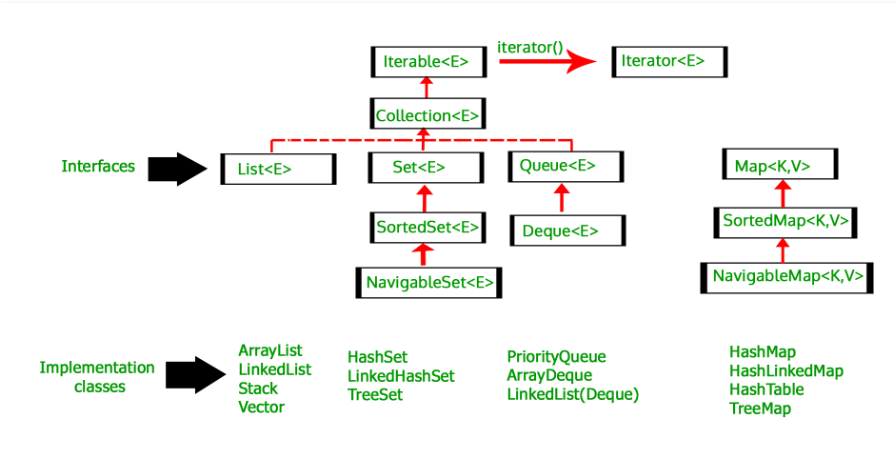 iterator()
Iterable<E>
Iterator<E>
Collection<E>
Interfaces
List<E>
Set<E>
Queue<E>
Map<K,V>
SortedSet<E>
Deque<E>
SortedMap<K,V>
NavigableSet<E>
NavigableMap<K,V>
Implementation
classes
ArrayList
LinkedList
Stack
Vector
HashSet
LinkedHashSet
TreeSet
PriorityQueue
ArrayDeque
LinkedList(Deque)
HashMap
HashLinkedMap
HashTable
TreeMap